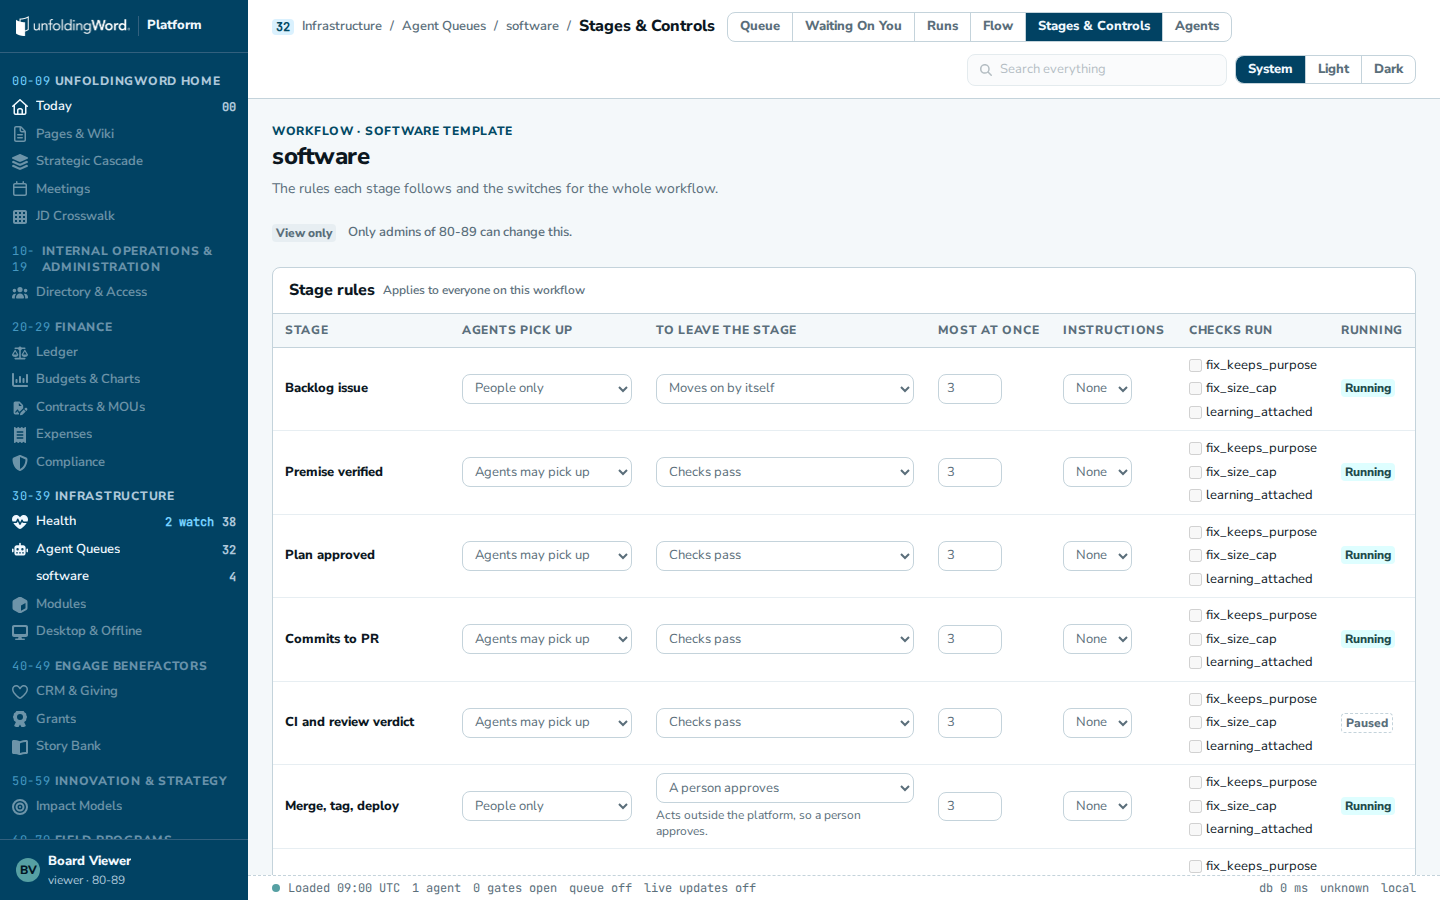 unfoldingWord Platform
00-09 UNFOLDINGWORD HOME
Today 00
Pages & Wiki
Strategic Cascade
Meetings
JD Crosswalk
10-19 INTERNAL OPERATIONS & ADMINISTRATION
Directory & Access
20-29 FINANCE
Ledger
Budgets & Charts
Contracts & MOUs
Expenses
Compliance
30-39 INFRASTRUCTURE
Health 2 watch 38
Agent Queues 32
software 4
Modules
Desktop & Offline
40-49 ENGAGE BENEFACTORS
CRM & Giving
Grants
Story Bank
50-59 INNOVATION & STRATEGY
Impact Models
BV Board Viewer
viewer · 80-89
32 Infrastructure / Agent Queues / software / Stages & Controls
Queue Waiting On You Runs Flow Stages & Controls Agents
Search everything
System Light Dark
WORKFLOW · SOFTWARE TEMPLATE
software
The rules each stage follows and the switches for the whole workflow.
View only Only admins of 80-89 can change this.
Stage rules Applies to everyone on this workflow
STAGE AGENTS PICK UP TO LEAVE THE STAGE MOST AT ONCE INSTRUCTIONS CHECKS RUN RUNNING
Backlog issue People only Moves on by itself 3 None fix_keeps_purpose fix_size_cap learning_attached Running
Premise verified Agents may pick up Checks pass 3 None fix_keeps_purpose fix_size_cap learning_attached Running
Plan approved Agents may pick up Checks pass 3 None fix_keeps_purpose fix_size_cap learning_attached Running
Commits to PR Agents may pick up Checks pass 3 None fix_keeps_purpose fix_size_cap learning_attached Running
CI and review verdict Agents may pick up Checks pass 3 None fix_keeps_purpose fix_size_cap learning_attached Paused
Merge, tag, deploy People only A person approves 3 None fix_keeps_purpose fix_size_cap learning_attached Running
Acts outside the platform, so a person approves.
fix_keeps_purpose
Loaded 09:00 UTC 1 agent 0 gates open queue off live updates off
db 0 ms unknown local